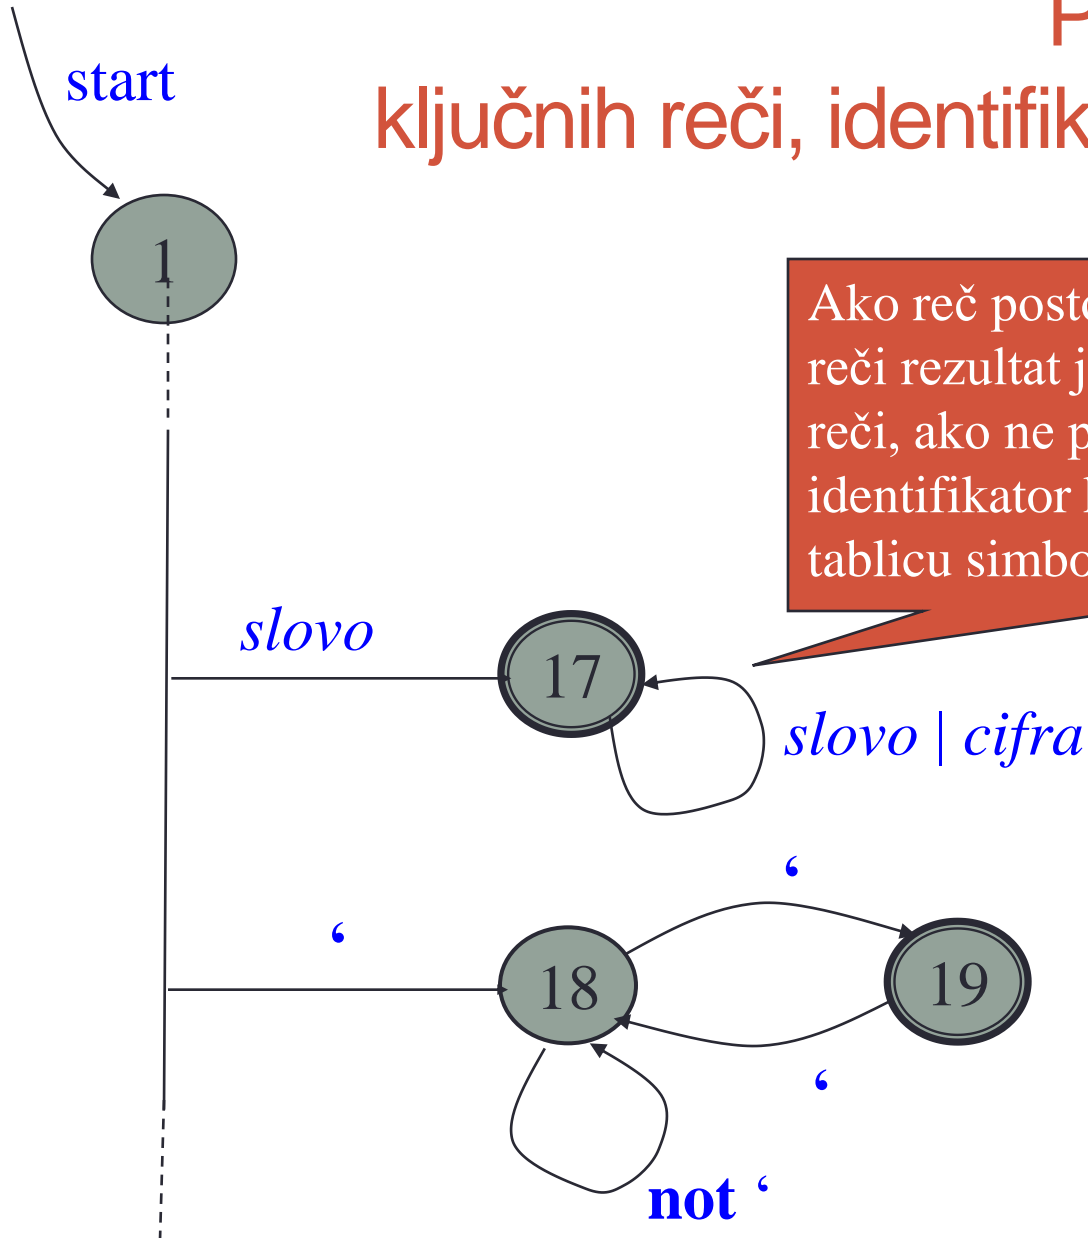 P
ključnih reči, identifik
start
1
Ako reč posto
reči rezultat j
reči, ako ne p
identifikator
tablicu simbo
slovo
17
slovo | cifra
‘
‘
18
19
‘
not ‘